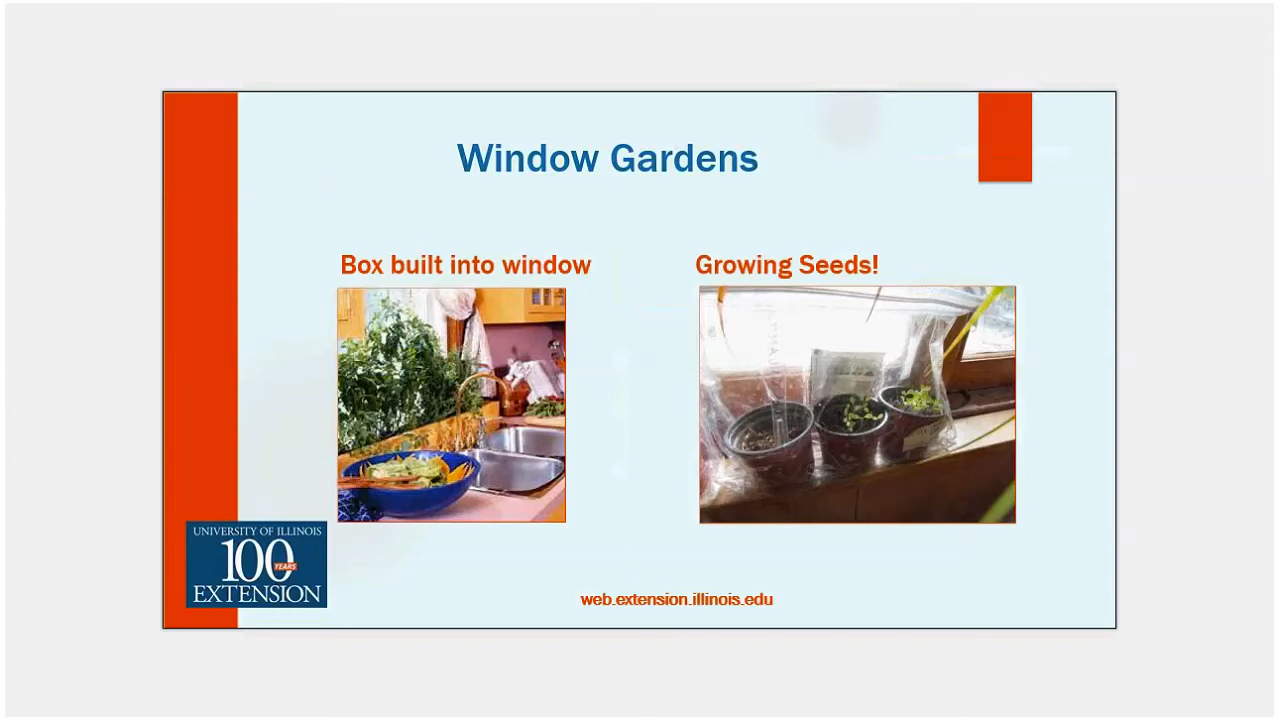 Window Gardens
Box built into window
Growing Seeds!
UNIVERSITY OF ILLINOIS
100
YEARS
EXTENSION
web.extension.illinois.edu